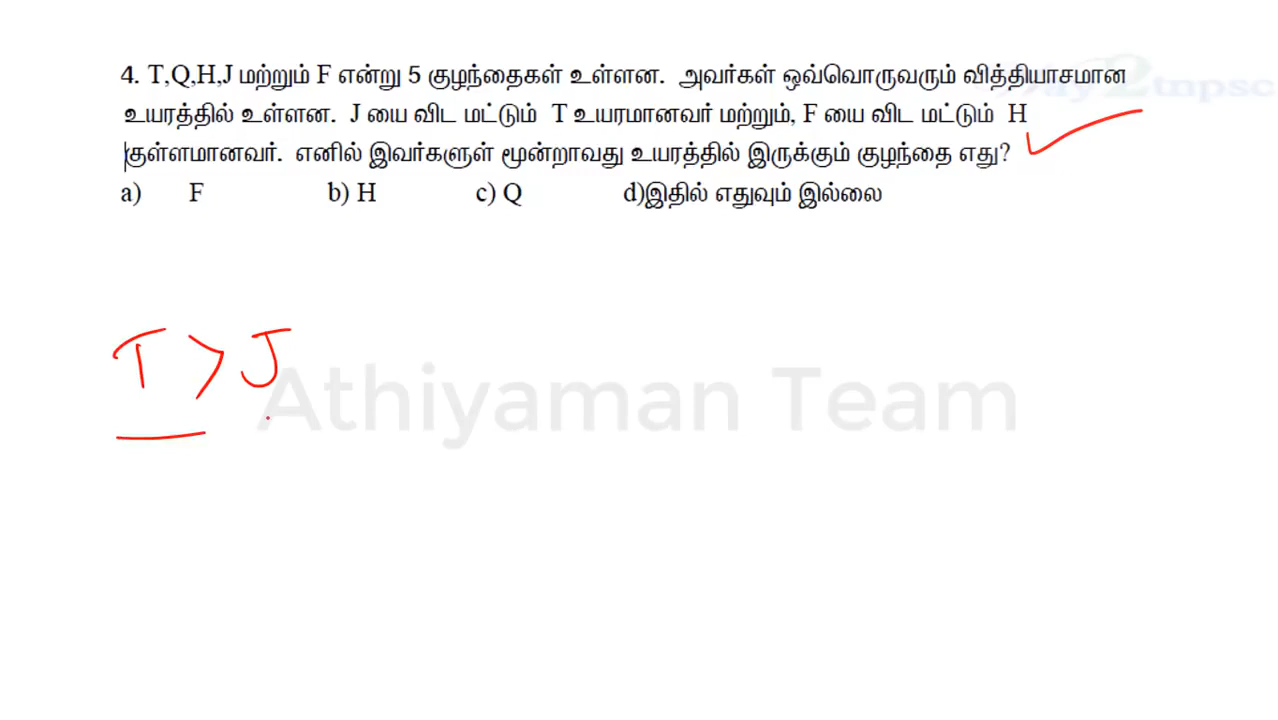 4. T,Q,H,J மற்றும் F என்று 5 குழந்தைகள் உள்ளன. அவர்கள் ஒவ்வொருவரும் வித்தியாசமான
உயரத்தில் உள்ளன. J யை விட மட்டும் T உயரமானவர் மற்றும், F யை விட மட்டும் H
குள்ளமானவர். எனில் இவர்களுள் மூன்றாவது உயரத்தில் இருக்கும் குழந்தை எது?
a) F b) H c) Q d)இதில் எதுவும் இல்லை
T > J
Athiyaman Team